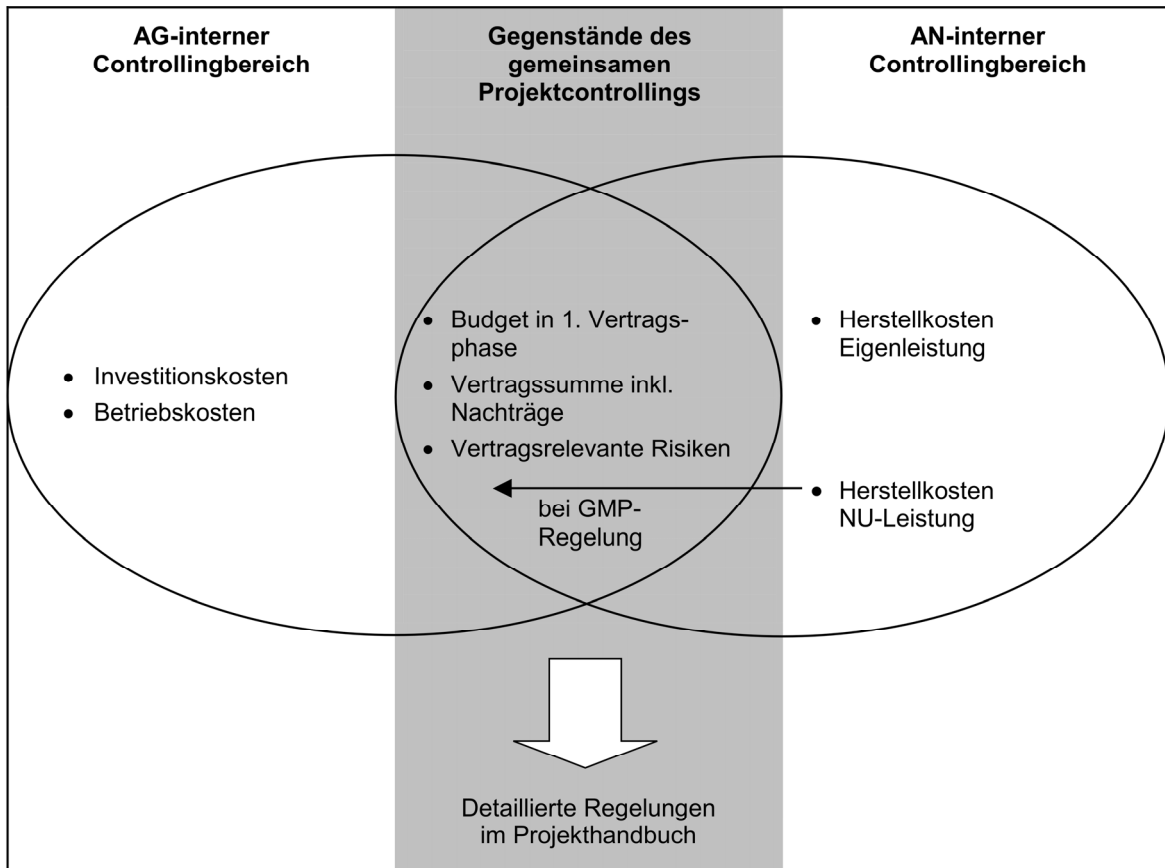 AG-interner
Controllingbereich
Gegenstände des
gemeinsamen
Projektcontrollings
AN-interner
Controllingbereich
• Investitionskosten
• Betriebskosten
• Budget in 1. Vertrags-
phase
• Vertragssumme inkl.
Nachträge
• Vertragsrelevante Risiken
bei GMP-
Regelung
• Herstellkosten
Eigenleistung
• Herstellkosten
NU-Leistung
Detaillierte Regelungen
im Projekthandbuch